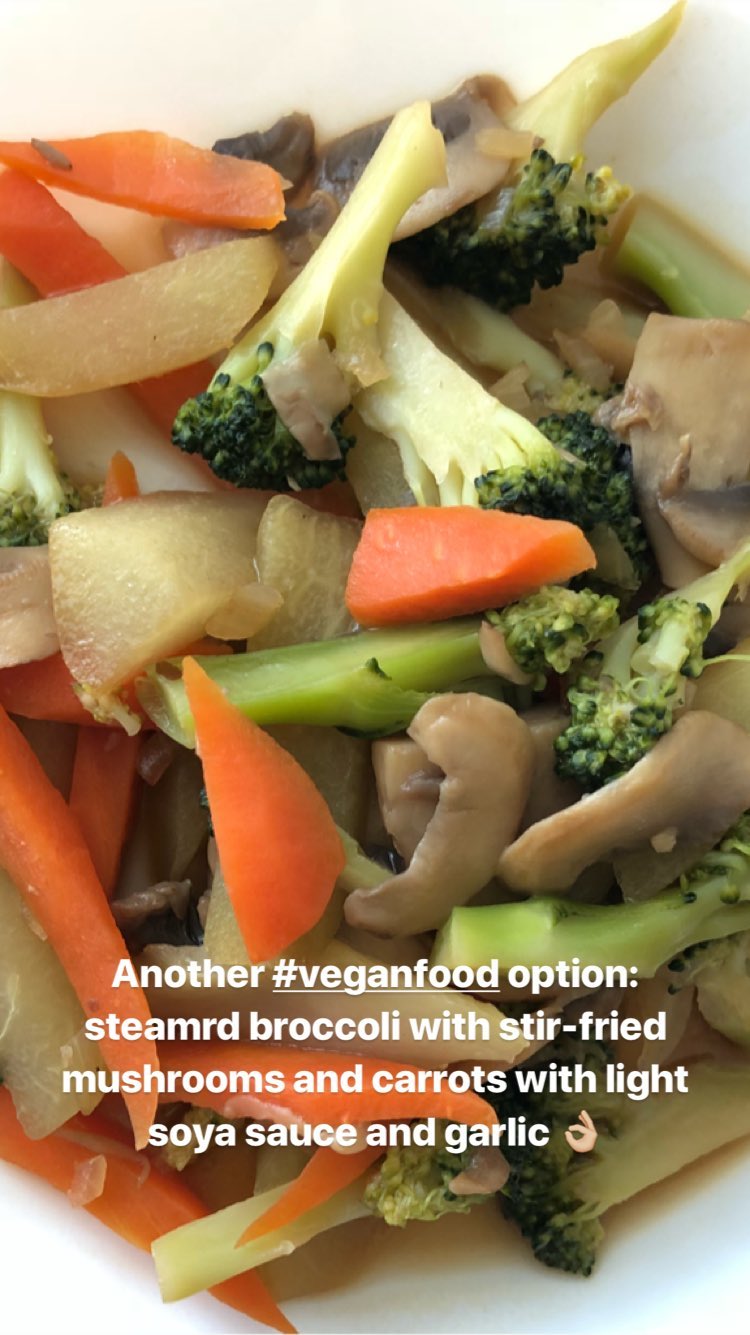 Another #veganfood option:
steamrd broccoli with stir-fried
mushrooms and carrots with light
soya sauce and garlic 👌🏼